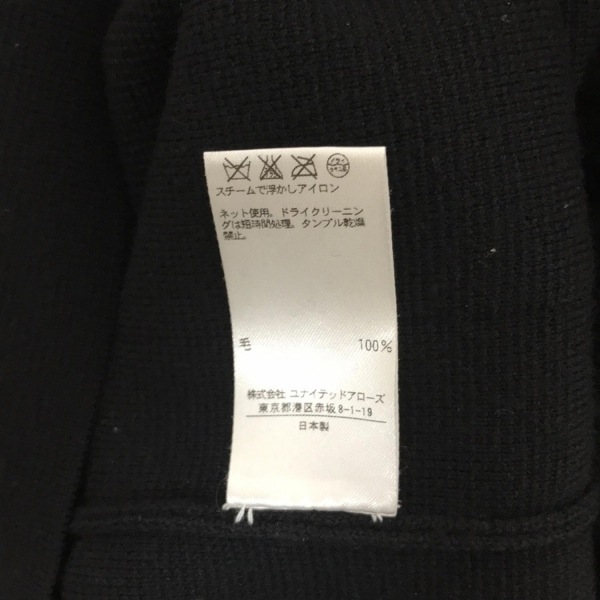 スチームで浮かしアイロン
ネット使用。ドライクリーニン
グは短時間処理。タンブル乾燥
禁止。
毛 100%
株式会社 ユナイテッドアローズ
東京都港区赤坂8-1-19
日本製